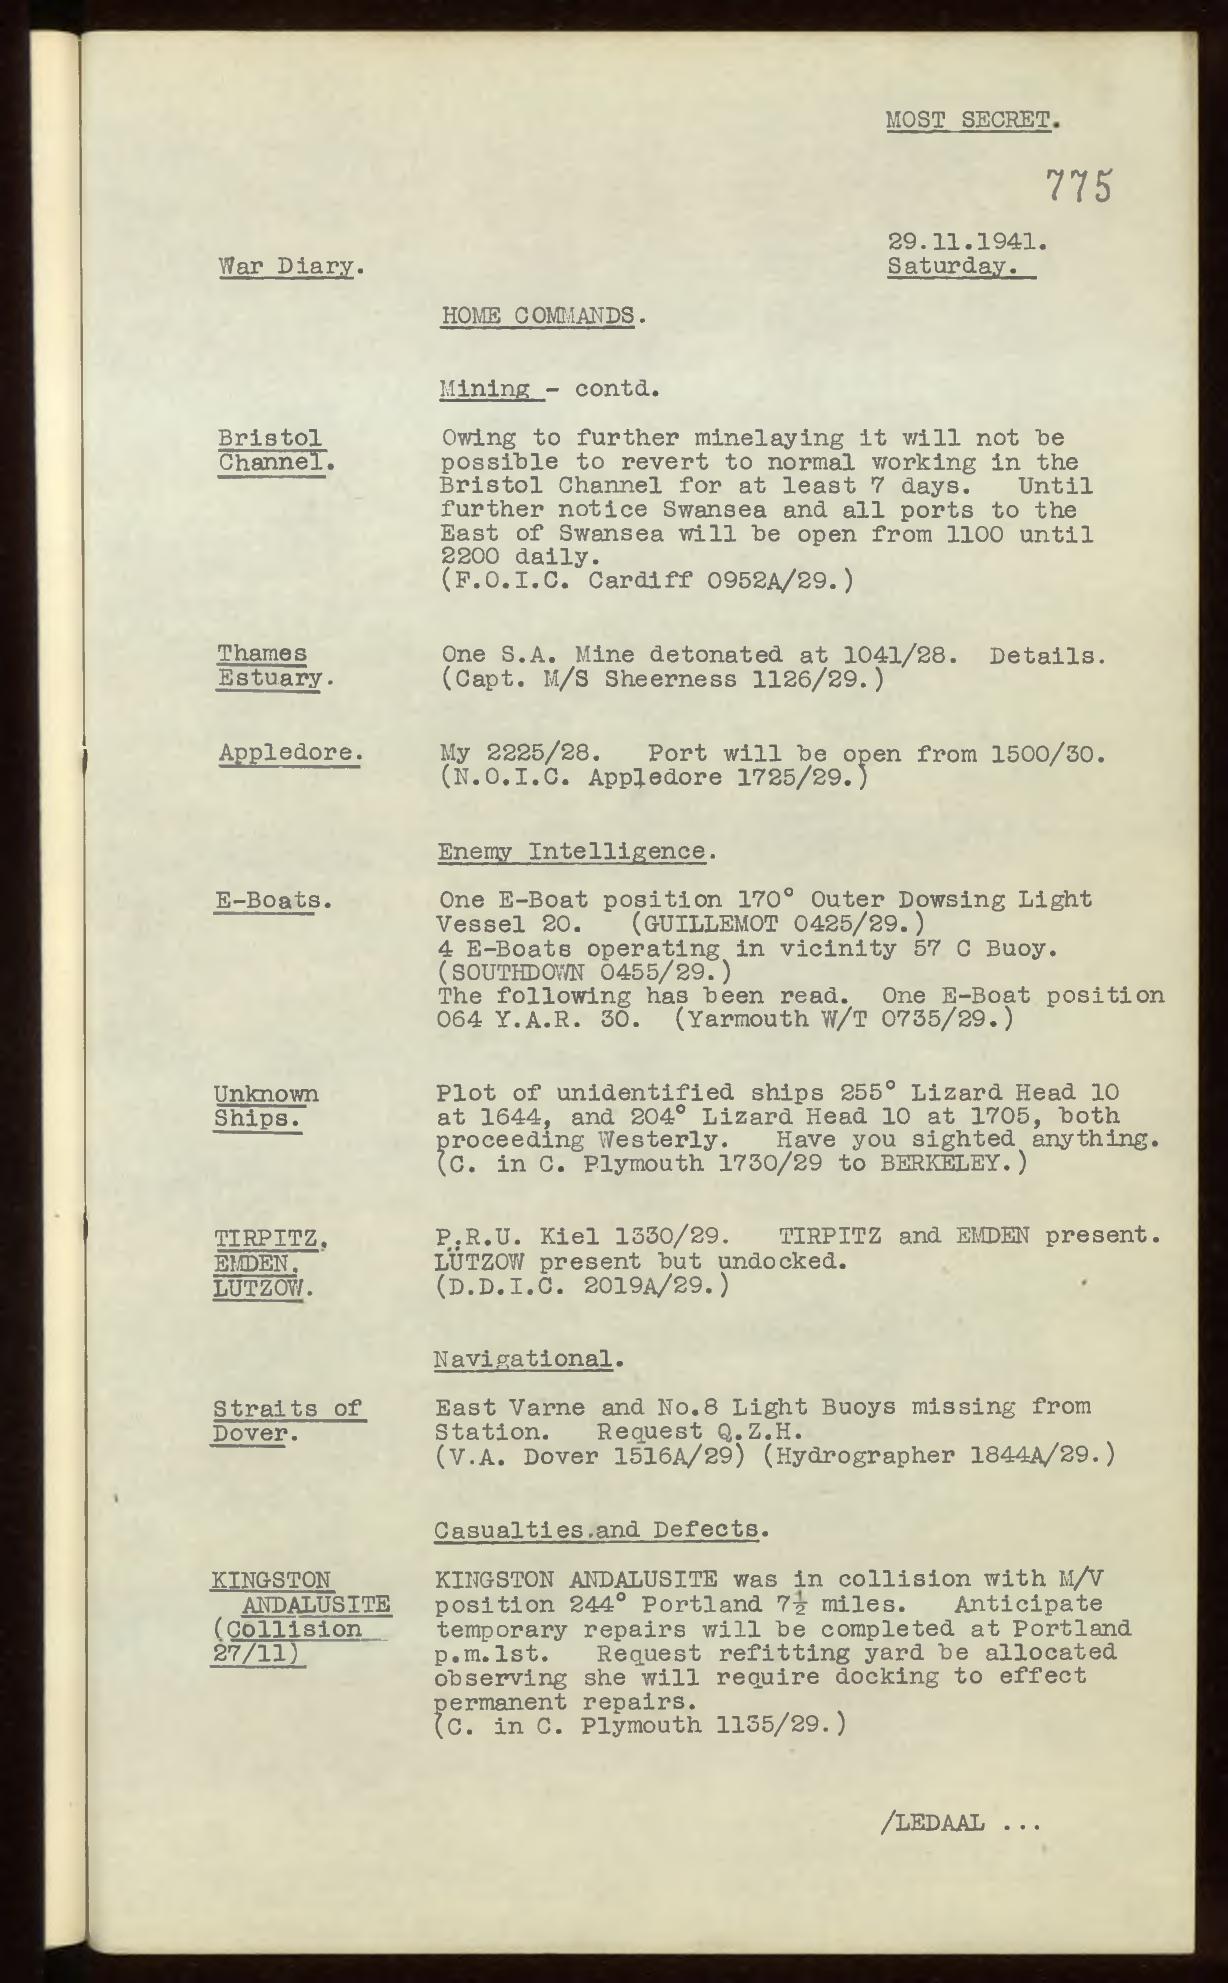 MOST SECRET.
775
29.11.1941.
War Diary.
Saturday.
HOME COMMANDS.
Mining - contd.
Bristol
Channel.
Owing to further minelaying it will not be
possible to revert to normal working in the
Bristol Channel for at least 7 days. Until
further notice Swansea and all ports to the
East of Swansea will be open from 1100 until
2200 daily.
(F.O.I.C. Cardiff 0952A/29.)
Thames
Estuary.
One S.A. Mine detonated at 1041/28. Details.
(Capt. M/S Sheerness 1126/29.)
Appledore.
My 2225/28. Port will be open from 1500/30.
(N.O.I.C. Appledore 1725/29.)
Enemy Intelligence.
E-Boats.
One E-Boat position 170° Outer Dowsing Light
Vessel 20. (GUILLEMOT 0425/29.)
4 E-Boats operating in vicinity 57 C Buoy.
(SOUTHDOWN 0455/29.)
The following has been read. One E-Boat position
064 Y.A.R. 30. (Yarmouth W/T 0735/29.)
Unknown
Ships.
Plot of unidentified ships 255° Lizard Head 10
at 1644, and 204° Lizard Head 10 at 1705, both
proceeding Westerly. Have you sighted anything.
(C. in C. Plymouth 1730/29 to BERKELEY.)
TIRPITZ,
EMDEN,
LUTZOW.
P.R.U. Kiel 1330/29. TIRPITZ and EMDEN present.
LÜTZOW present but undocked.
(D.D.I.C. 2019A/29.)
Navigational.
Straits of
Dover.
East Varne and No.8 Light Buoys missing from
Station. Request Q.Z.H.
(V.A. Dover 1516A/29) (Hydrographer 1844A/29.)
Casualties.and Defects.
KINGSTON
ANDALUSITE
(Collision
27/11)
KINGSTON ANDALUSITE was in collision with M/V
position 244° Portland 7½ miles. Anticipate
temporary repairs will be completed at Portland
p.m.1st. Request refitting yard be allocated
observing she will require docking to effect
permanent repairs.
(C. in C. Plymouth 1135/29.)
/LEDAAL ...